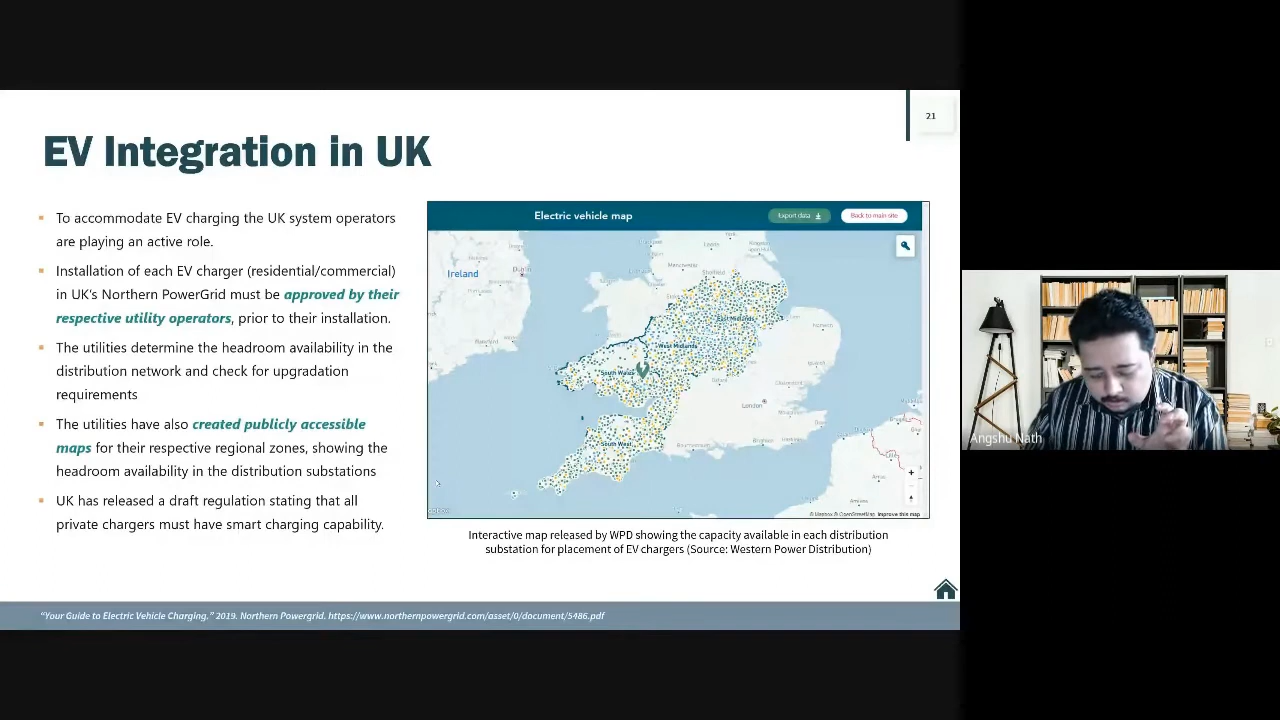 21
EV Integration in UK
To accommodate EV charging the UK system operators
are playing an active role.
Installation of each EV charger (residential/commercial)
in UK's Northern PowerGrid must be approved by their
respective utility operators, prior to their installation.
The utilities determine the headroom availability in the
distribution network and check for upgradation
requirements
The utilities have also created publicly accessible
maps for their respective regional zones, showing the
headroom availability in the distribution substations
UK has released a draft regulation stating that all
private chargers must have smart charging capability.
Electric vehicle map
Export data
Back to main site
Ireland
Dublin
Leeds
Manchester
Sheffield
East Midlands
West Midlands
South Wales
Oxford
London
South West
+
© Mapbox © OpenStreetMap Improve this map
Interactive map released by WPD showing the capacity available in each distribution
substation for placement of EV chargers (Source: Western Power Distribution)
"Your Guide to Electric Vehicle Charging." 2019. Northern Powergrid. https://www.northernpowergrid.com/asset/0/document/5486.pdf
Angshu Nath